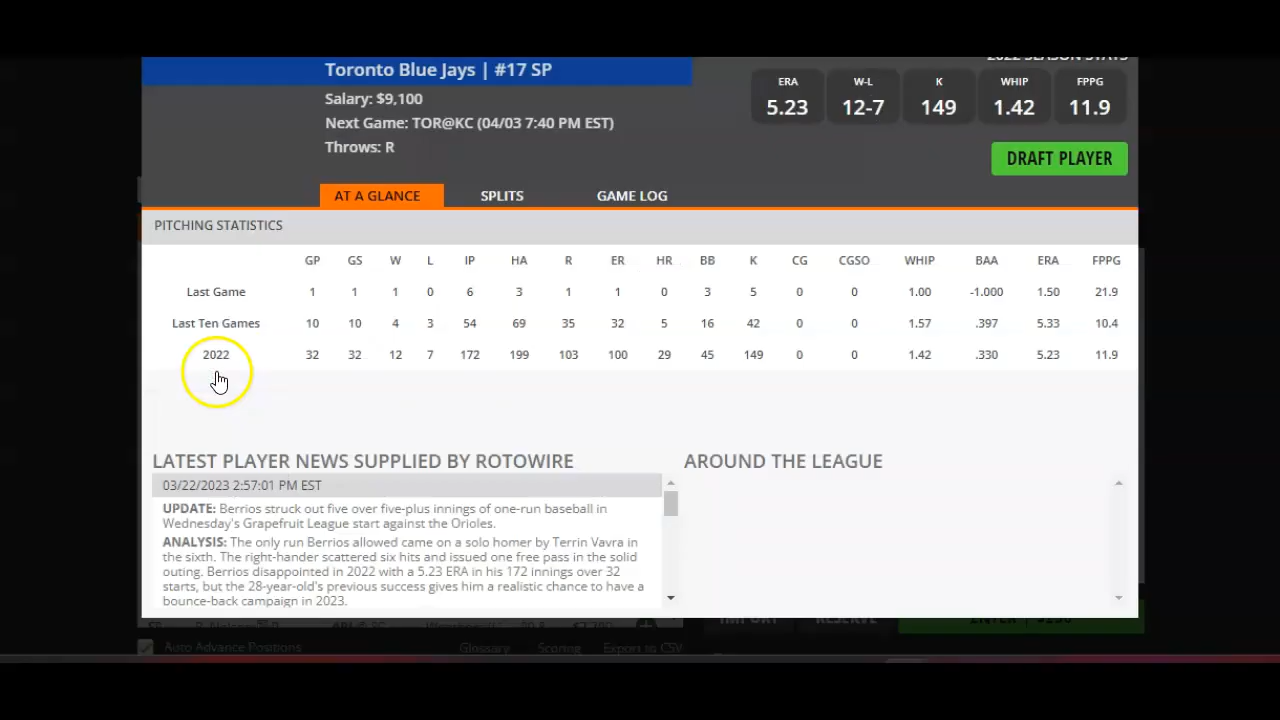 2022 SEASON STATS
Toronto Blue Jays | #17 SP
Salary: $9,100
Next Game: TOR@KC (04/03 7:40 PM EST)
Throws: R
ERA W-L K WHIP FPPG
5.23 12-7 149 1.42 11.9
DRAFT PLAYER
AT A GLANCE SPLITS GAME LOG
PITCHING STATISTICS
GP GS W L IP HA R ER HR BB K CG CGSO WHIP BAA ERA FPPG
Last Game 1 1 1 0 6 3 1 1 0 3 5 0 0 1.00 -1.000 1.50 21.9
Last Ten Games 10 10 4 3 54 69 35 32 5 16 42 0 0 1.57 .397 5.33 10.4
2022 32 32 12 7 172 199 103 100 29 45 149 0 0 1.42 .330 5.23 11.9
LATEST PLAYER NEWS SUPPLIED BY ROTOWIRE
03/22/2023 2:57:01 PM EST
UPDATE: Berrios struck out five over five-plus innings of one-run baseball in
Wednesday's Grapefruit League start against the Orioles.
ANALYSIS: The only run Berrios allowed came on a solo homer by Terrin Vavra in
the sixth. The right-hander scattered six hits and issued one free pass in the solid
outing. Berrios disappointed in 2022 with a 5.23 ERA in his 172 innings over 32
starts, but the 28-year-old's previous success gives him a realistic chance to have a
bounce-back campaign in 2023.
AROUND THE LEAGUE
IMPORT RESERVE
Auto Advance Positions Glossary Scoring Export to CSV